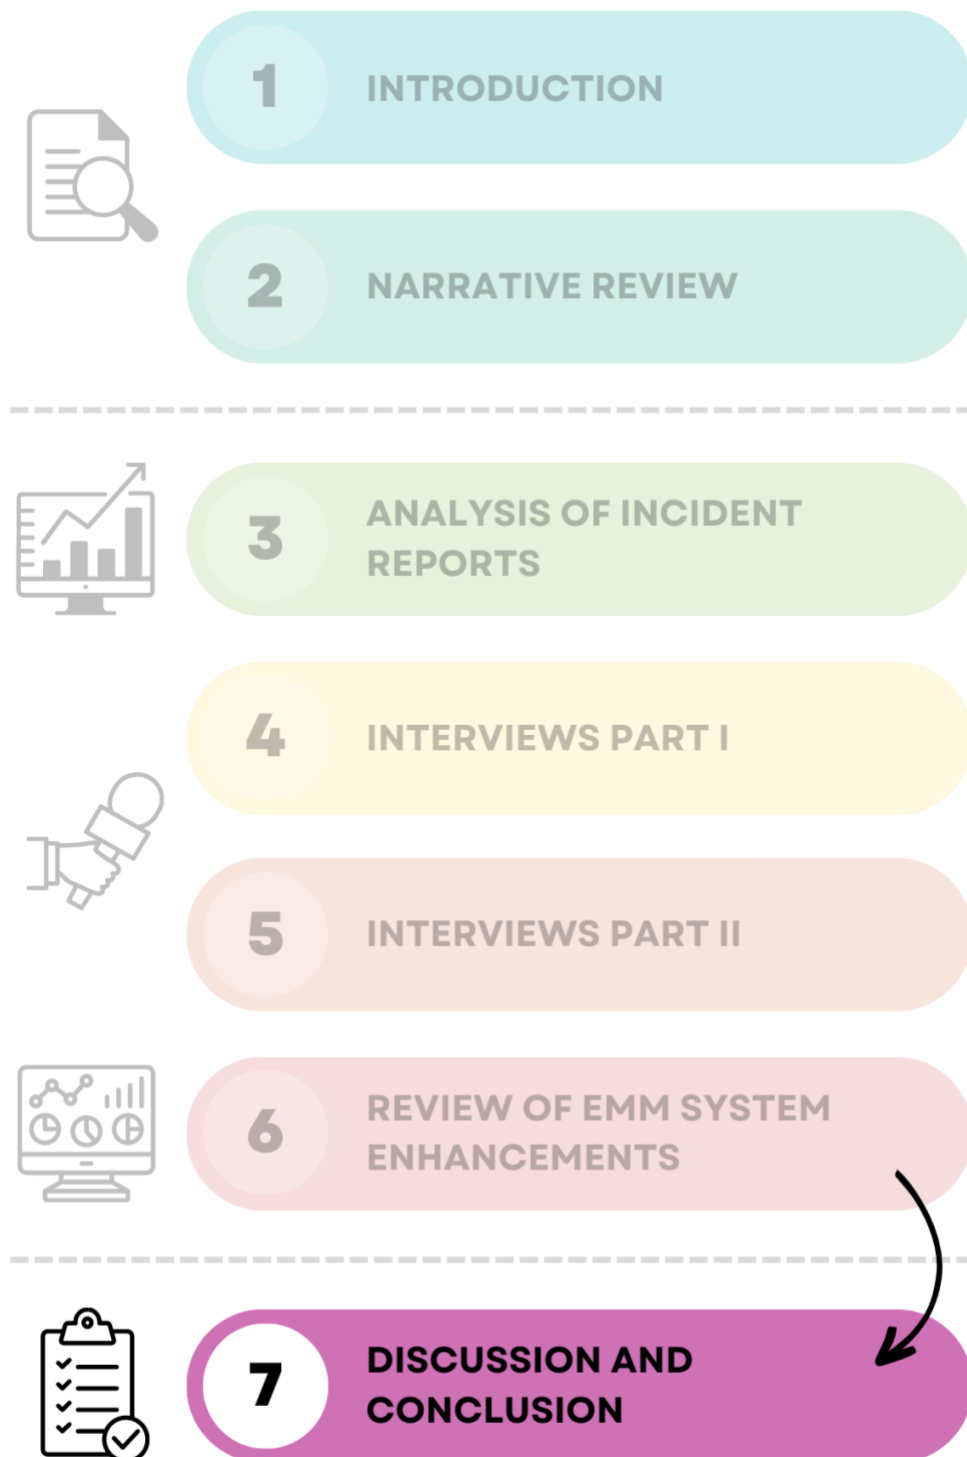 1
INTRODUCTION
2
NARRATIVE REVIEW
3
ANALYSIS OF INCIDENT
REPORTS
4
INTERVIEWS PART I
5
INTERVIEWS PART II
6
REVIEW OF EMM SYSTEM
ENHANCEMENTS
7
DISCUSSION AND
CONCLUSION